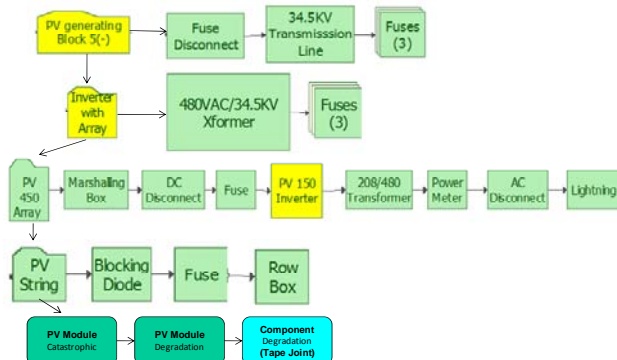 PV generating
Block 5(-)
Fuse
Disconnect
34.5KV
Transmisssion
Line
Fuses
(3)
Inverter
with
Array
480VAC/34.5KV
Xformer
Fuses
(3)
PV
450
Array
Marshalling
Box
DC
Disconnect
Fuse
PV 150
Inverter
208/480
Transformer
Power
Meter
AC
Disconnect
Lightning
PV
String
Blocking
Diode
Fuse
Row
Box
PV Module
Catastrophic
PV Module
Degradation
Component
Degradation
(Tape Joint)